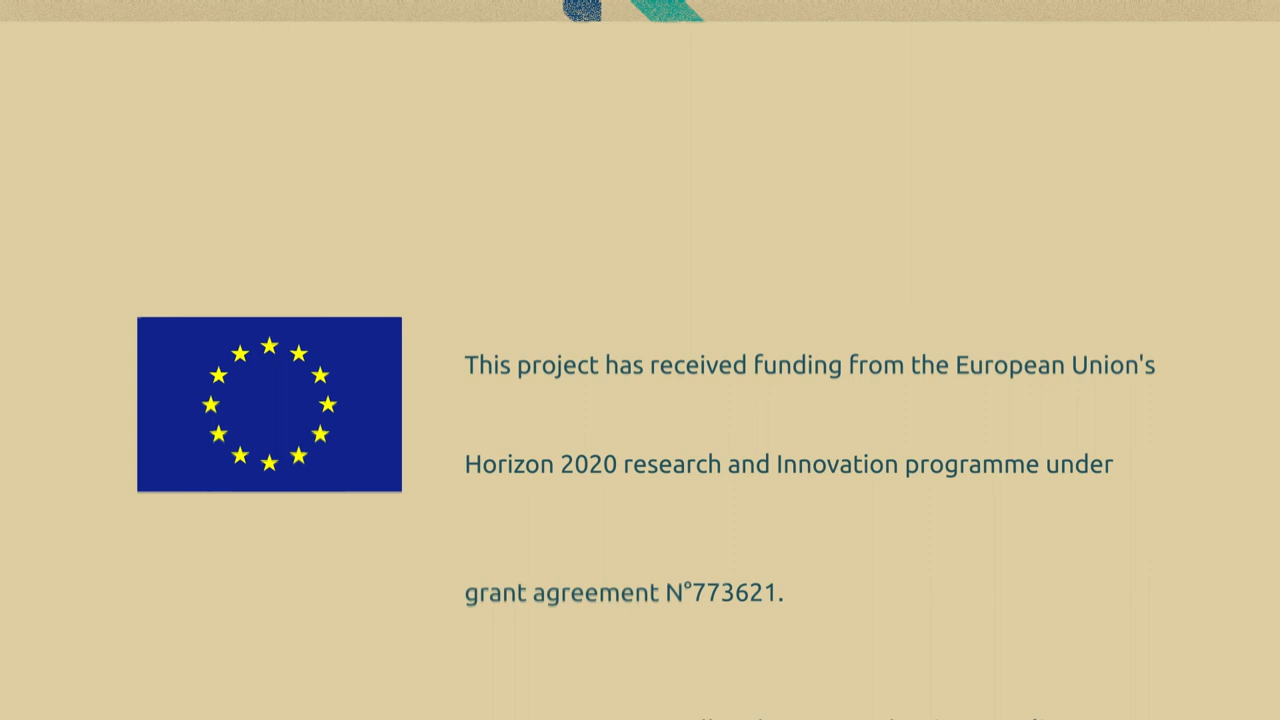 This project has received funding from the European Union's
Horizon 2020 research and Innovation programme under
grant agreement N°773621.